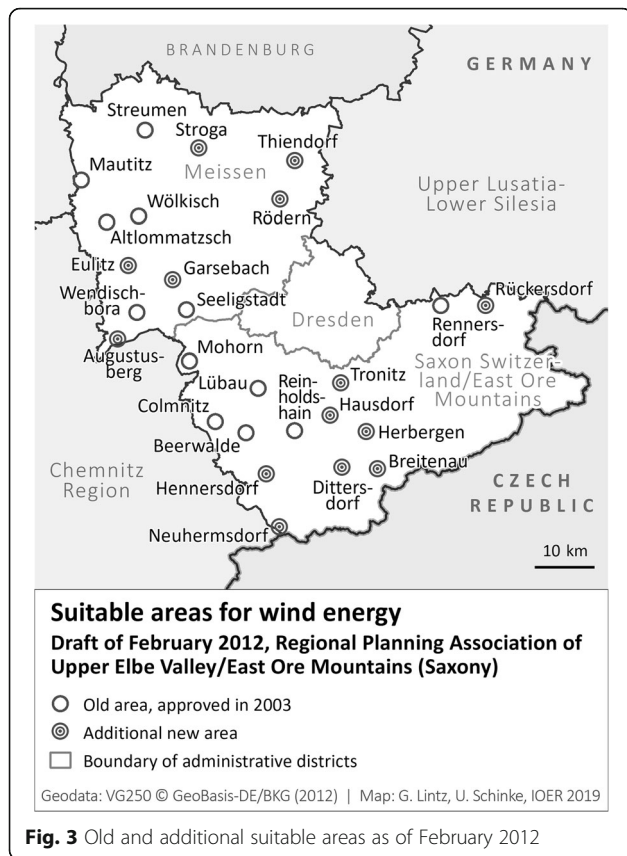 BRANDENBURG
GERMANY
Streumen
Stroga
Thiendorf
Meissen
Mautitz
Upper Lusatia-
Lower Silesia
Wölkisch
Rödern
Altlommatzsch
Eulitz
Garsebach
Rückersdorf
Wendisch-
bora
Seeligstadt
Dresden
Renners-
dorf
Augustus-
berg
Mohorn
Saxon Switzer-
land/East Ore
Mountains
Tronitz
Lübau
Rein-
holds-
hain
Hausdorf
Colmnitz
Herbergen
Beerwalde
Breitenau
Chemnitz
Region
Hennersdorf
Ditters-
dorf
CZECH
REPUBLIC
Neuhermsdorf
10 km
Suitable areas for wind energy
Draft of February 2012, Regional Planning Association of
Upper Elbe Valley/East Ore Mountains (Saxony)
Old area, approved in 2003
Additional new area
Boundary of administrative districts
Geodata: VG250 © GeoBasis-DE/BKG (2012) | Map: G. Lintz, U. Schinke, IOER 2019
Fig. 3 Old and additional suitable areas as of February 2012